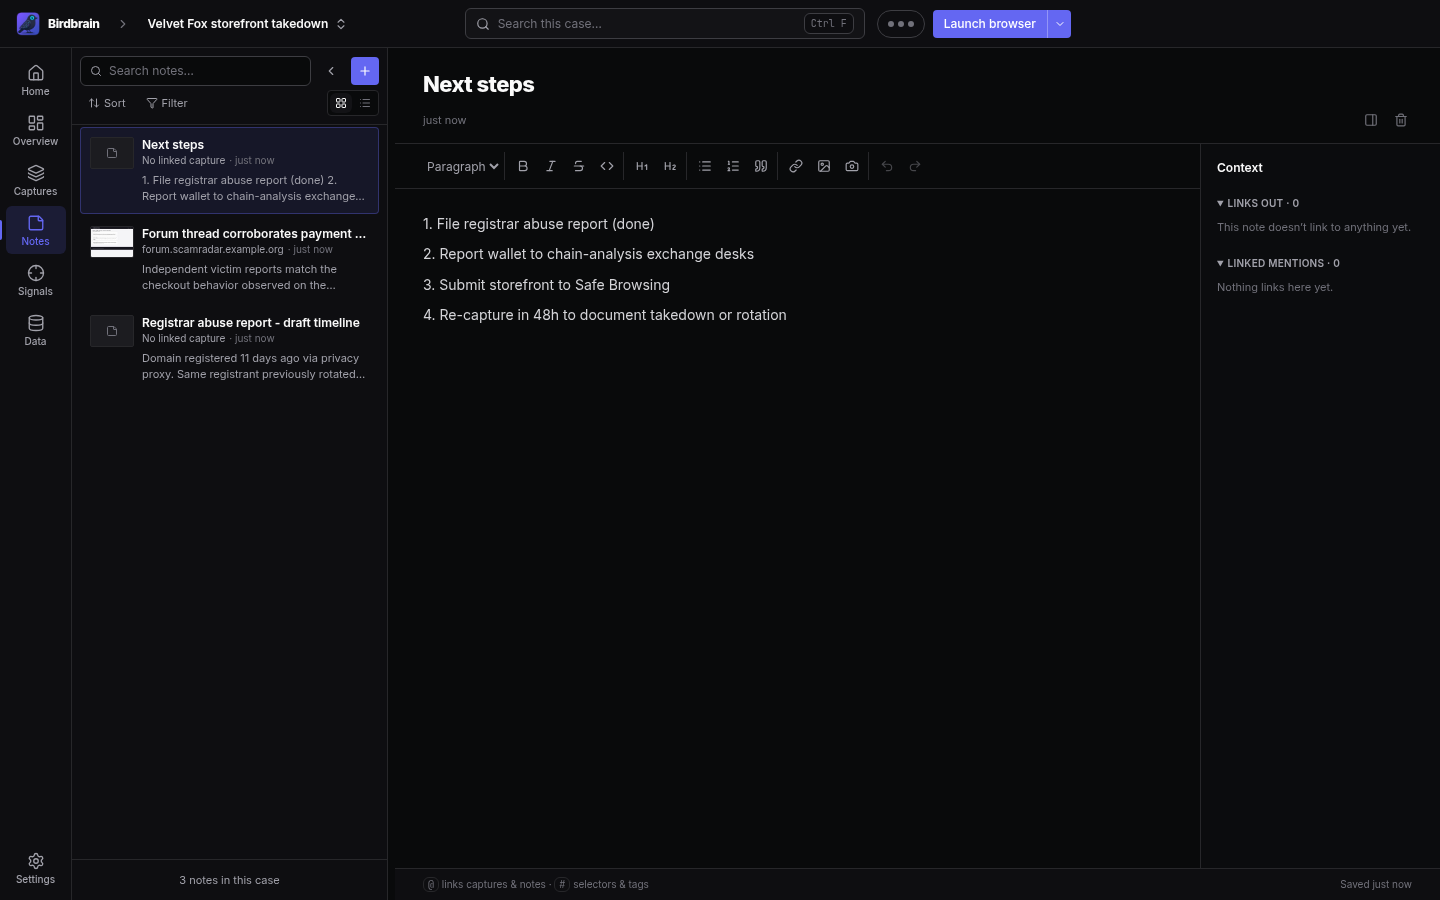 Birdbrain
Velvet Fox storefront takedown
Search this case...
Ctrl F
Launch browser
Home
Overview
Captures
Notes
Signals
Data
Settings
Search notes...
Sort
Filter
Next steps
No linked capture · just now
1. File registrar abuse report (done) 2.
Report wallet to chain-analysis exchange...
Forum thread corroborates payment ...
forum.scamradar.example.org · just now
Independent victim reports match the
checkout behavior observed on the...
Registrar abuse report - draft timeline
No linked capture · just now
Domain registered 11 days ago via privacy
proxy. Same registrant previously rotated...
3 notes in this case
Next steps
just now
Paragraph
H1
H2
1. File registrar abuse report (done)
2. Report wallet to chain-analysis exchange desks
3. Submit storefront to Safe Browsing
4. Re-capture in 48h to document takedown or rotation
@ links captures & notes · # selectors & tags
Saved just now
Context
LINKS OUT · 0
This note doesn't link to anything yet.
LINKED MENTIONS · 0
Nothing links here yet.